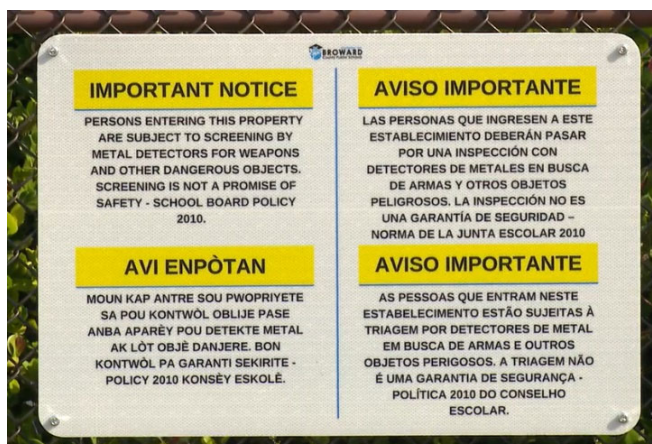 BROWARD
IMPORTANT NOTICE
PERSONS ENTERING THIS PROPERTY
ARE SUBJECT TO SCREENING BY
METAL DETECTORS FOR WEAPONS
AND OTHER DANGEROUS OBJECTS.
SCREENING IS NOT A PROMISE OF
SAFETY - SCHOOL BOARD POLICY
2010.
AVISO IMPORTANTE
LAS PERSONAS QUE INGRESEN A ESTE
ESTABLECIMIENTO DEBERÁN PASAR
POR UNA INSPECCIÓN CON
DETECTORES DE METALES EN BUSCA
DE ARMAS Y OTROS OBJETOS
PELIGROSOS. LA INSPECCIÓN NO ES
UNA GARANTÍA DE SEGURIDAD –
NORMA DE LA JUNTA ESCOLAR 2010
AVI ENPÒTAN
MOUN KAP ANTRE SOU PWOPRIYETE
SA POU KONTWÒL OBLIJE PASE
ANBA APARÈY POU DETEKTE METAL
AK LÒT OBJÈ DANJERE. BON
KONTWÒL PA GARANTI SEKIRITE -
POLICY 2010 KONSÈY ESKOLÊ.
AVISO IMPORTANTE
AS PESSOAS QUE ENTRAM NESTE
ESTABELECIMENTO ESTÃO SUJEITAS À
TRIAGEM POR DETECTORES DE METAL
EM BUSCA DE ARMAS E OUTROS
OBJETOS PERIGOSOS. A TRIAGEM NÃO
É UMA GARANTIA DE SEGURANÇA -
POLÍTICA 2010 DO CONSELHO
ESCOLAR.